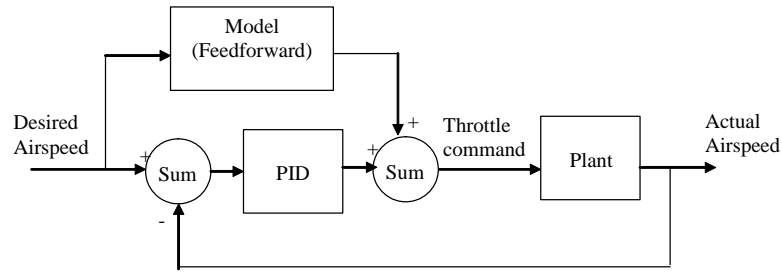 Model
(Feedforward)
Desired
Airspeed
+
Sum
-
PID
+
+
Sum
Throttle
command
Plant
Actual
Airspeed